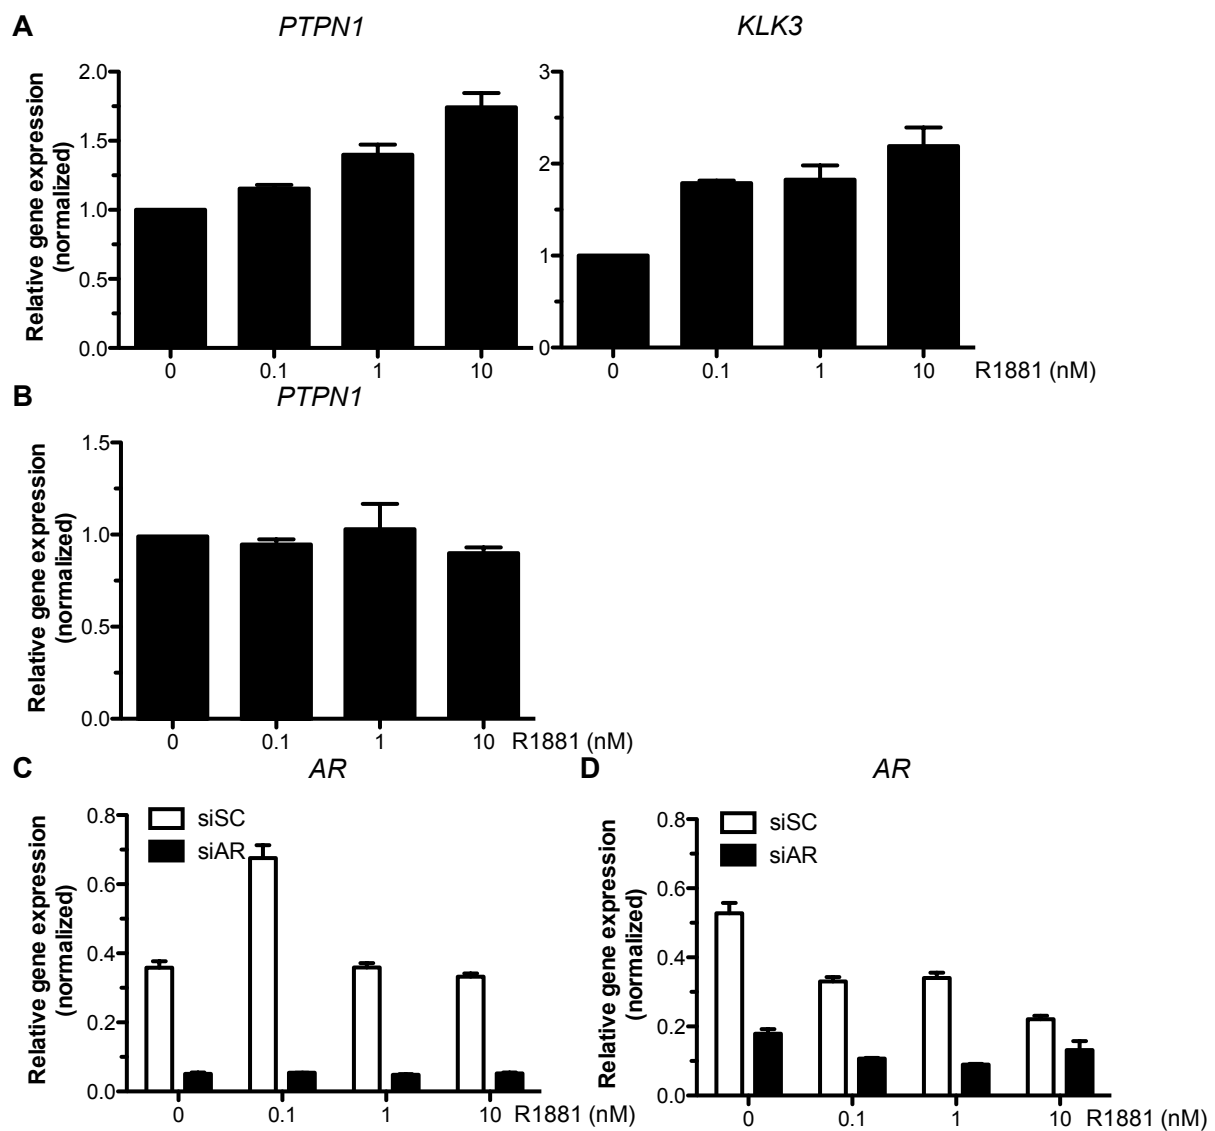 A
PTPN1
KLK3
Relative gene expression
(normalized)
2.0
1.5
1.0
0.5
0.0
0 0.1 1 10
3
2
1
0
0 0.1 1 10 R1881 (nM)
B
PTPN1
Relative gene expression
(normalized)
1.5
1.0
0.5
0.0
0 0.1 1 10 R1881 (nM)
C
AR
Relative gene expression
(normalized)
0.8
0.6
0.4
0.2
0.0
siSC
siAR
0 0.1 1 10 R1881 (nM)
D
AR
Relative gene expression
(normalized)
0.8
0.6
0.4
0.2
0.0
siSC
siAR
0 0.1 1 10 R1881 (nM)